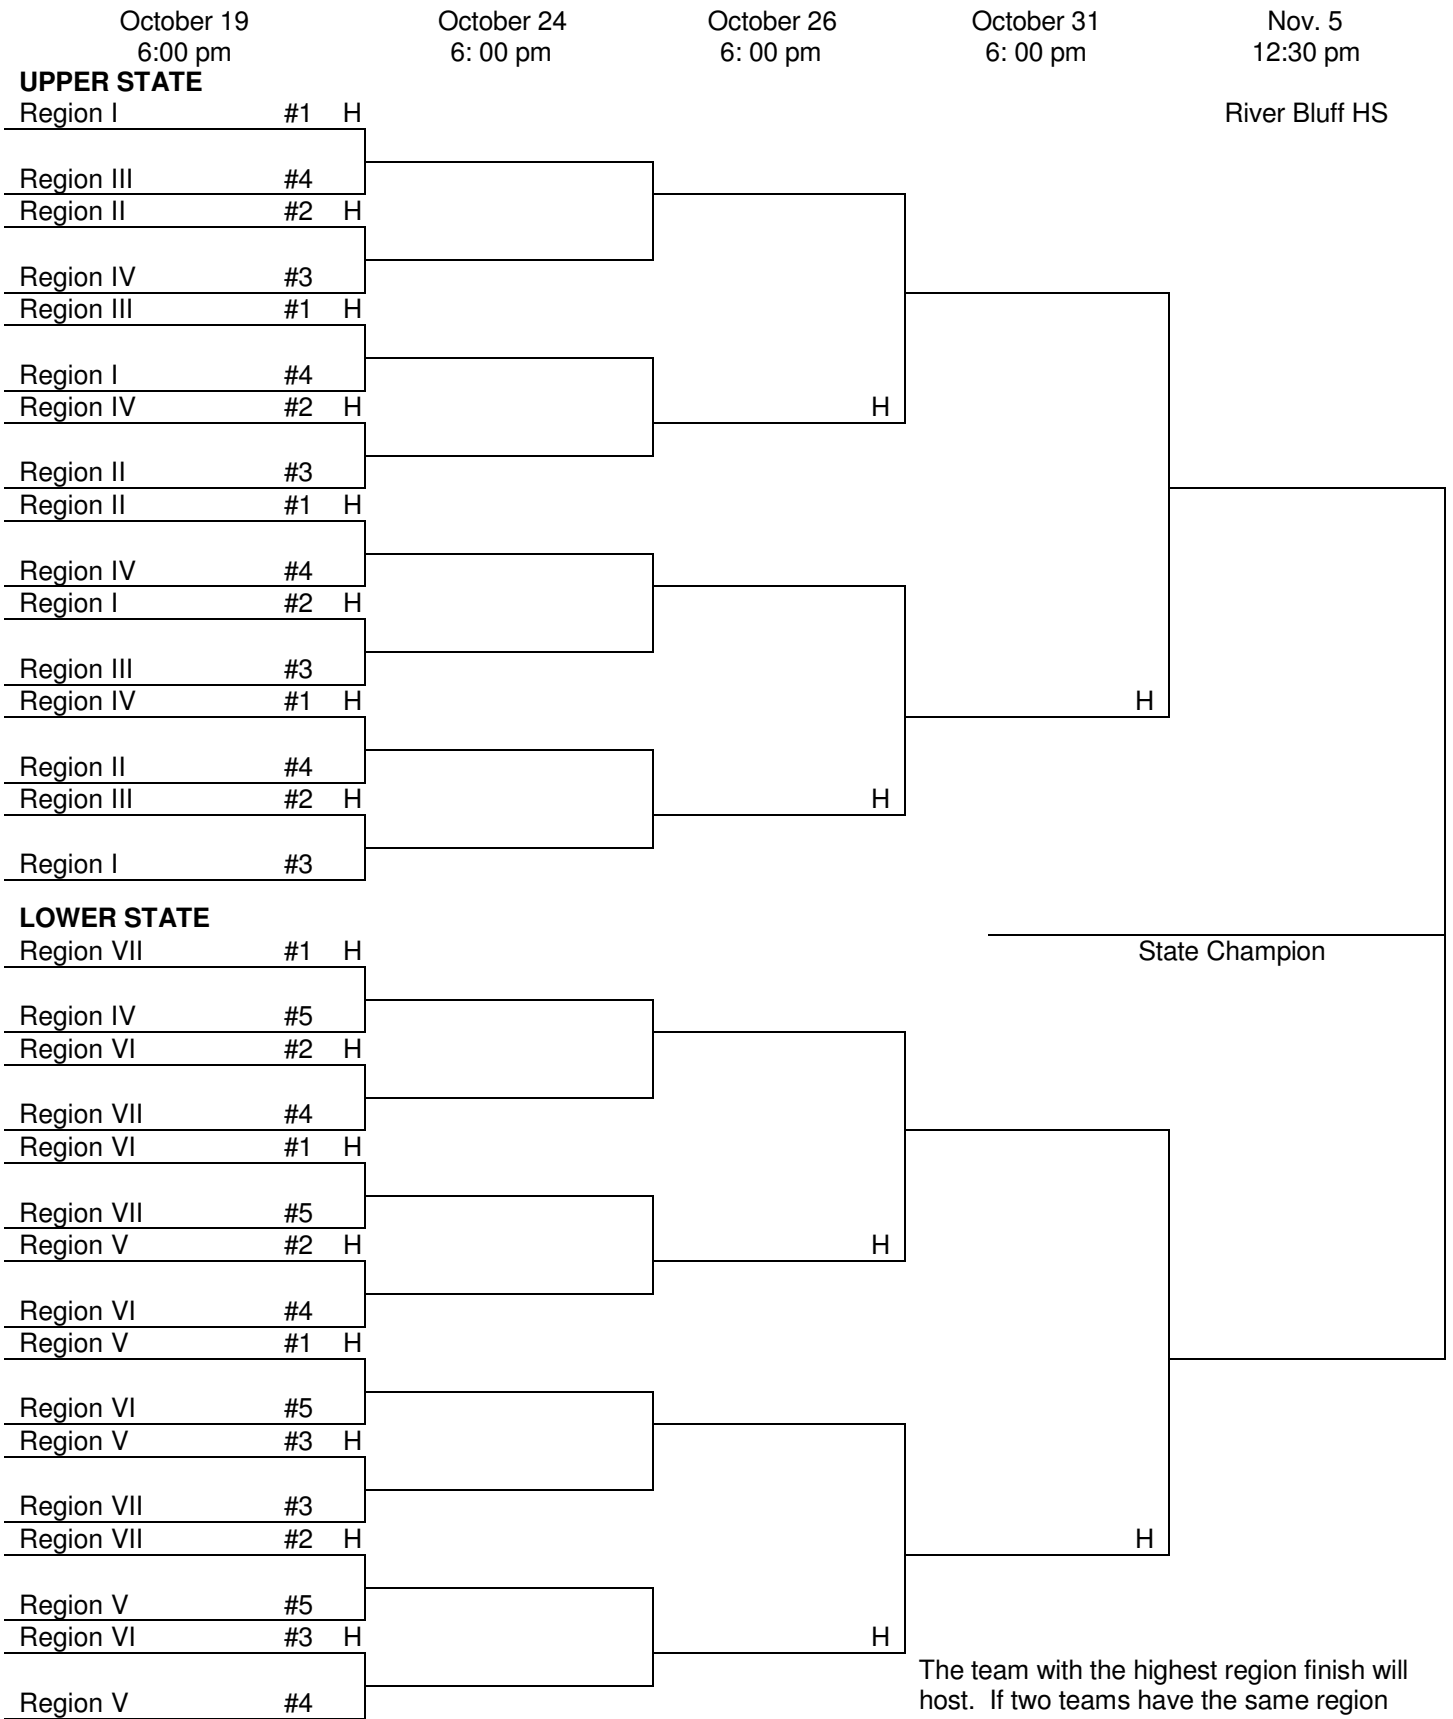 October 19 October 24 October 26 October 31 Nov. 5
6:00 pm 6: 00 pm 6: 00 pm 6: 00 pm 12:30 pm
UPPER STATE
Region I #1 H River Bluff HS
Region III #4
Region II #2 H
Region IV #3
Region III #1 H
Region I #4
Region IV #2 H H
Region II #3
Region II #1 H
Region IV #4
Region I #2 H
Region III #3
Region IV #1 H H
Region II #4
Region III #2 H H
Region I #3
LOWER STATE
Region VII #1 H State Champion
Region IV #5
Region VI #2 H
Region VII #4
Region VI #1 H
Region VII #5
Region V #2 H H
Region VI #4
Region V #1 H
Region VI #5
Region V #3 H
Region VII #3
Region VII #2 H H
Region V #5
Region VI #3 H H
Region V #4
The team with the highest region finish will
host. If two teams have the same region